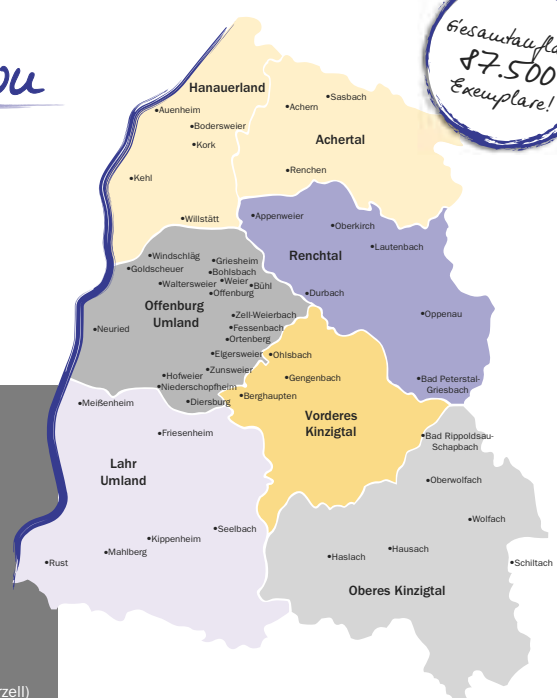 87.500
Exemplare!
Hanauerland
Auenheim
Bodersweier
Kork
Kehl
Willstätt
Sasbach
Achern
Achertal
Renchen
Appenweier
Oberkirch
Lautenbach
Renchtal
Durbach
Oppenau
Bad Peterstal-
Griesbach
Windschläg
Goldscheuer
Griesheim
Bohlsbach
Waltersweier
Weier
Bühl
Offenburg
Offenburg
Umland
Zell-Weierbach
Fessenbach
Ortenberg
Neuried
Elgersweier
Zunsweier
Hofweier
Niederschopfheim
Diersburg
Ohlsbach
Gengenbach
Berghaupten
Vorderes
Kinzigtal
Meißenheim
Friesenheim
Lahr
Umland
Seelbach
Kippenheim
Mahlberg
Rust
Bad Rippoldsau-
Schapbach
Oberwolfach
Wolfach
Hausach
Haslach
Schiltach
Oberes Kinzigtal
rzell)